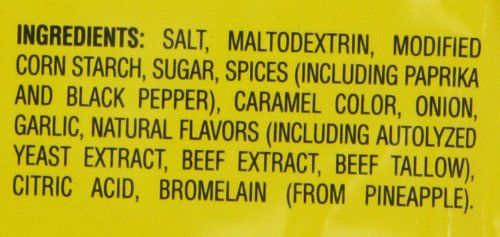 INGREDIENTS: SALT, MALTODEXTRIN, MODIFIED
CORN STARCH, SUGAR, SPICES (INCLUDING PAPRIKA
AND BLACK PEPPER), CARAMEL COLOR, ONION,
GARLIC, NATURAL FLAVORS (INCLUDING AUTOLYZED
YEAST EXTRACT, BEEF EXTRACT, BEEF TALLOW),
CITRIC ACID, BROMELAIN (FROM PINEAPPLE).